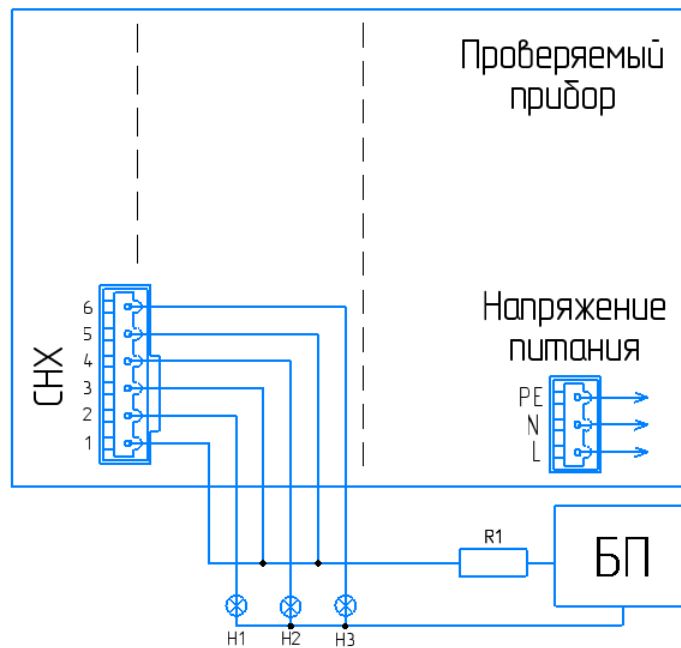 Проверяемый
прибор
6
5
4
3
2
1
CHX
Напряжение
питания
PE
N
L
R1
БП
H1
H2
H3